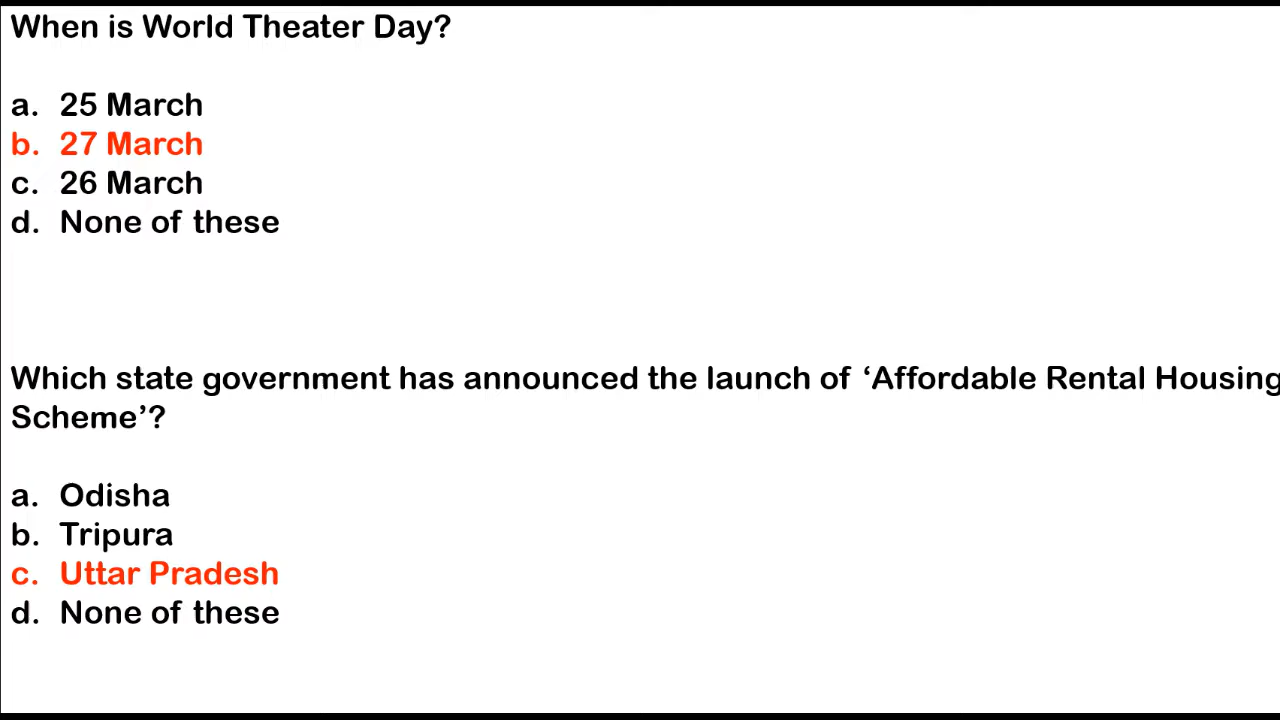 When is World Theater Day?
a. 25 March
b. 27 March
c. 26 March
d. None of these
Which state government has announced the launch of ‘Affordable Rental Housing
Scheme’?
a. Odisha
b. Tripura
c. Uttar Pradesh
d. None of these